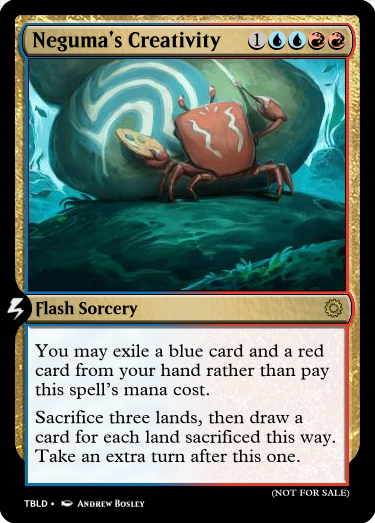 Neguma's Creativity 1
Flash Sorcery
You may exile a blue card and a red
card from your hand rather than pay
this spell's mana cost.
Sacrifice three lands, then draw a
card for each land sacrificed this way.
Take an extra turn after this one.
(NOT FOR SALE)
TBLD • Andrew Bosley